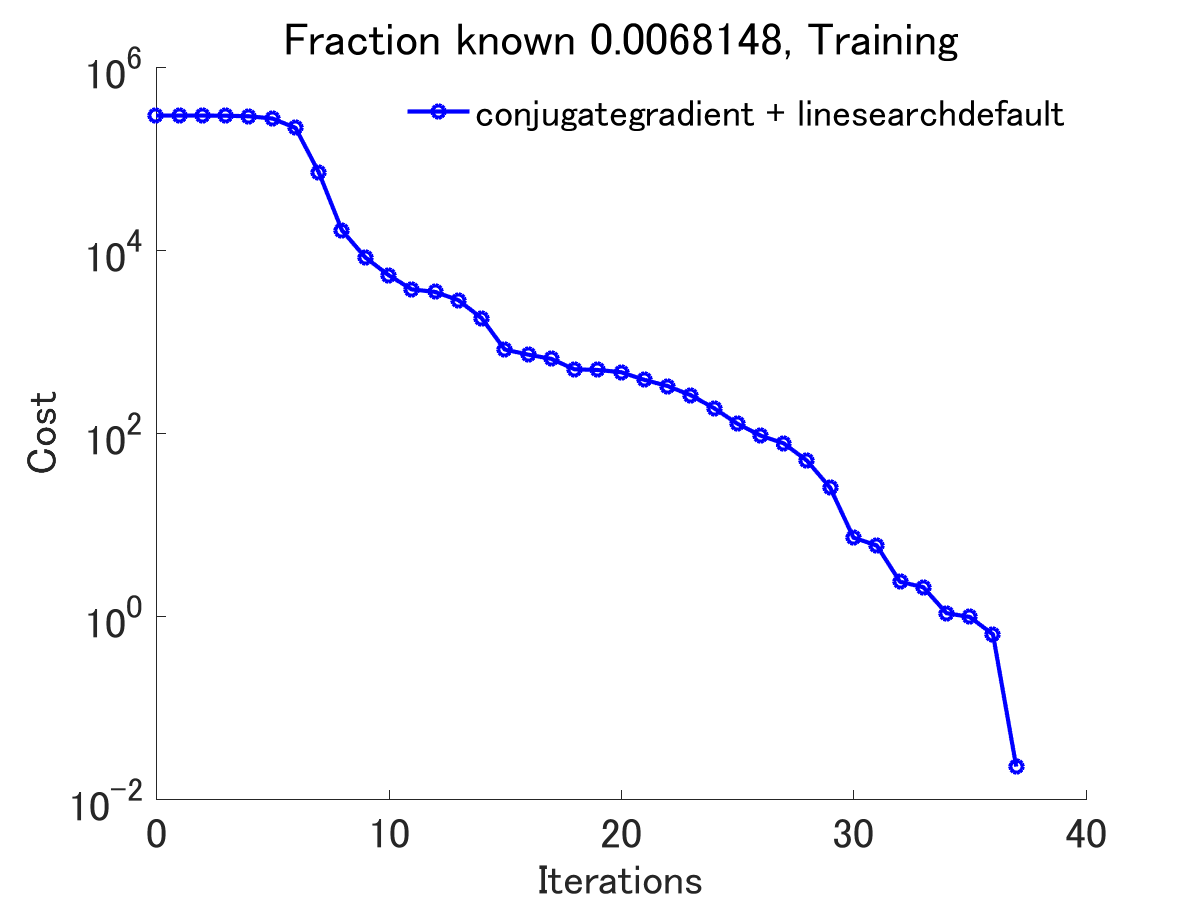 Fraction known 0.0068148, Training
conjugategradient + linesearchdefault
10^6
10^4
10^2
10^0
10^-2
Cost
0 10 20 30 40
Iterations